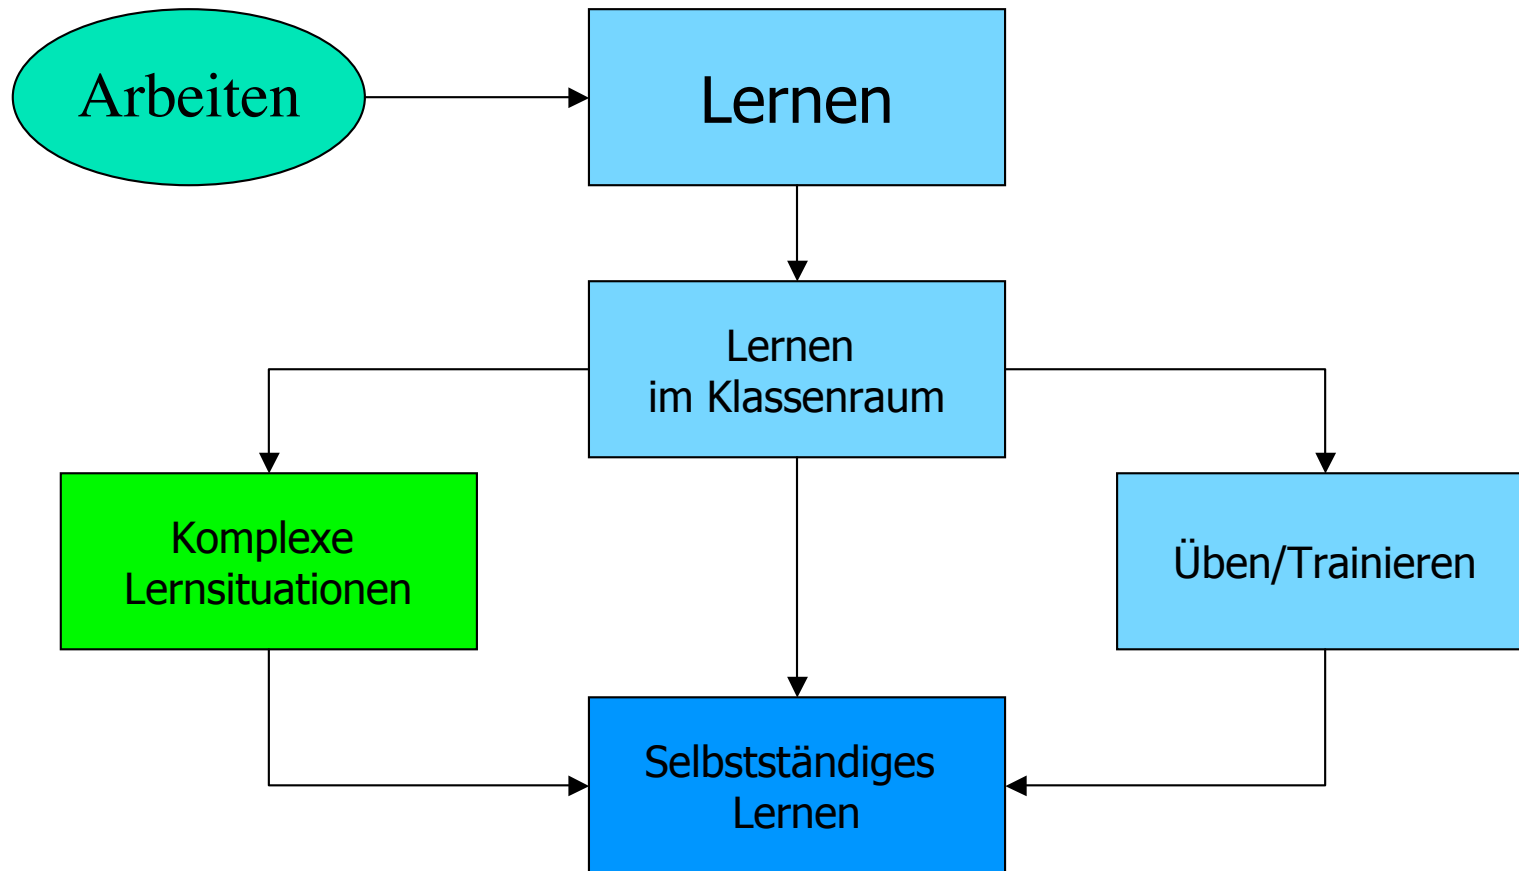 Arbeiten
Lernen
Lernen
im Klassenraum
Komplexe
Lernsituationen
Üben/Trainieren
Selbstständiges
Lernen